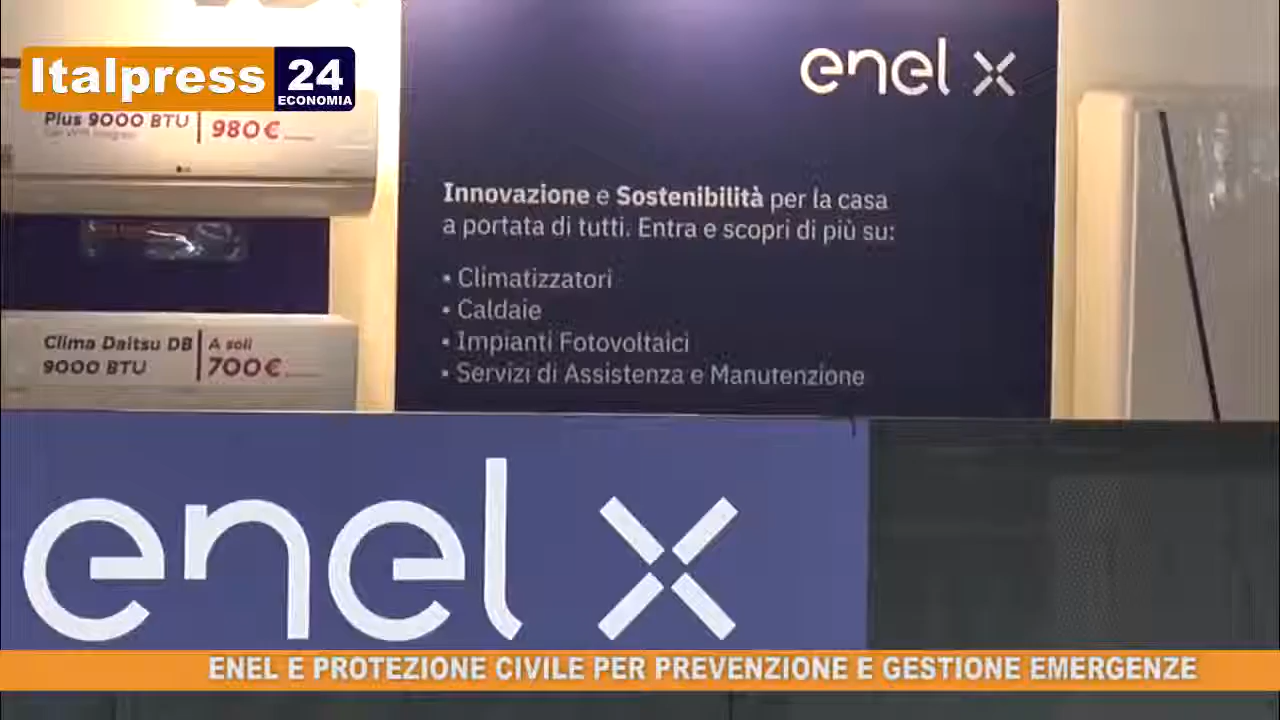 Italpress 24
ECONOMIA
Plus 9000 BTU
980€
Clima Daitsu DB
9000 BTU
A soli
700€
enel x
Innovazione e Sostenibilità per la casa
a portata di tutti. Entra e scopri di più su:
▪ Climatizzatori
▪ Caldaie
▪ Impianti Fotovoltaici
▪ Servizi di Assistenza e Manutenzione
enel x
ENEL E PROTEZIONE CIVILE PER PREVENZIONE E GESTIONE EMERGENZE